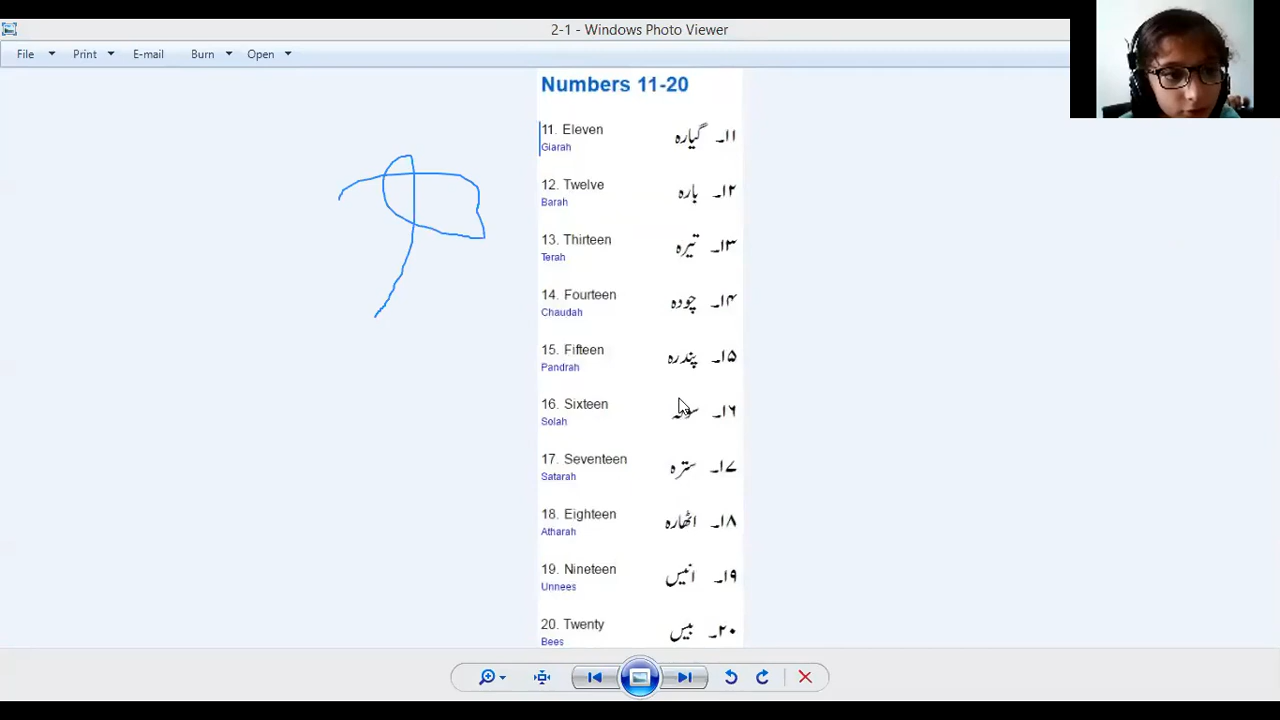 2-1 - Windows Photo Viewer
File Print E-mail Burn Open
Numbers 11-20
11. Eleven
۱۱۔ گیارہ
Giarah
12. Twelve
۱۲۔ بارہ
Barah
13. Thirteen
۱۳۔ تیرہ
Terah
14. Fourteen
۱۴۔ چودہ
Chaudah
15. Fifteen
۱۵۔ پندرہ
Pandrah
16. Sixteen
۱۶۔
Solah
17. Seventeen
۱۷۔ سترہ
Satarah
18. Eighteen
۱۸۔ اٹھارہ
Atharah
19. Nineteen
۱۹۔ انیس
Unnees
20. Twenty
۲۰۔ بیس
Bees